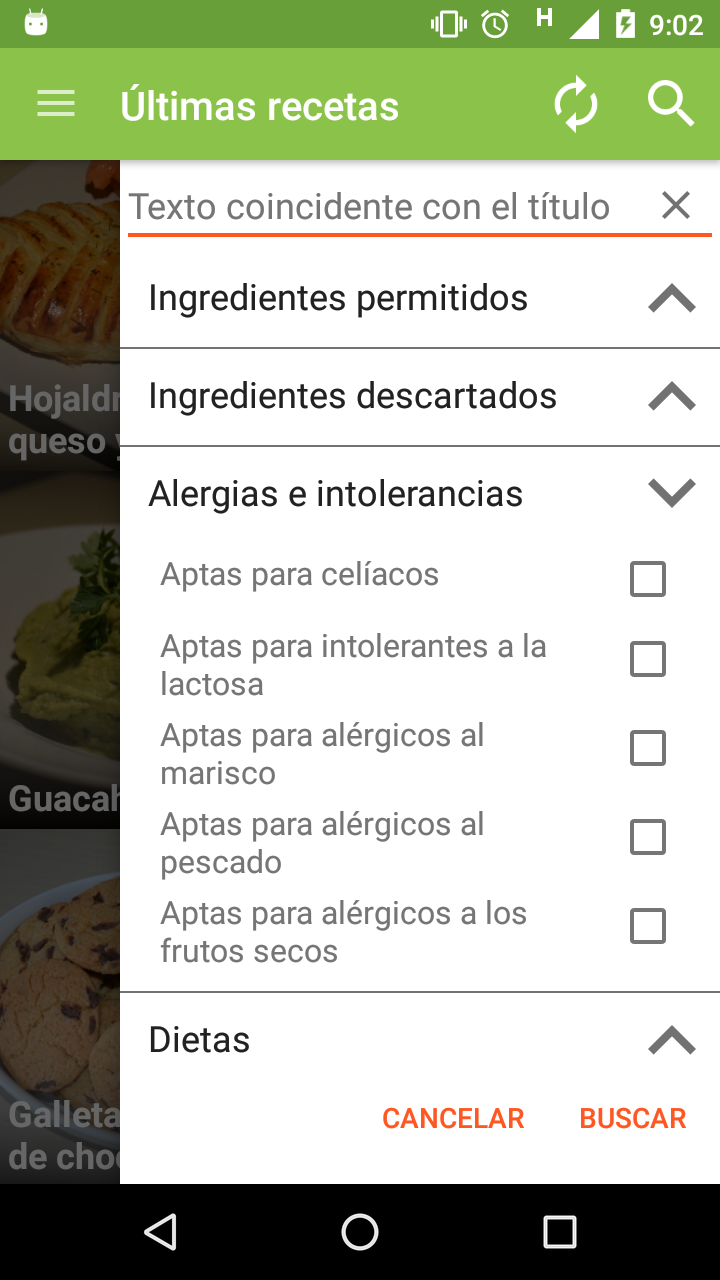 H 9:02
Últimas recetas
Texto coincidente con el título
Ingredientes permitidos
Hojaldr
queso y
Ingredientes descartados
Alergias e intolerancias
Aptas para celíacos
Aptas para intolerantes a la
lactosa
Aptas para alérgicos al
marisco
Guacah
Aptas para alérgicos al
pescado
Aptas para alérgicos a los
frutos secos
Dietas
Galleta
de choc
CANCELAR BUSCAR